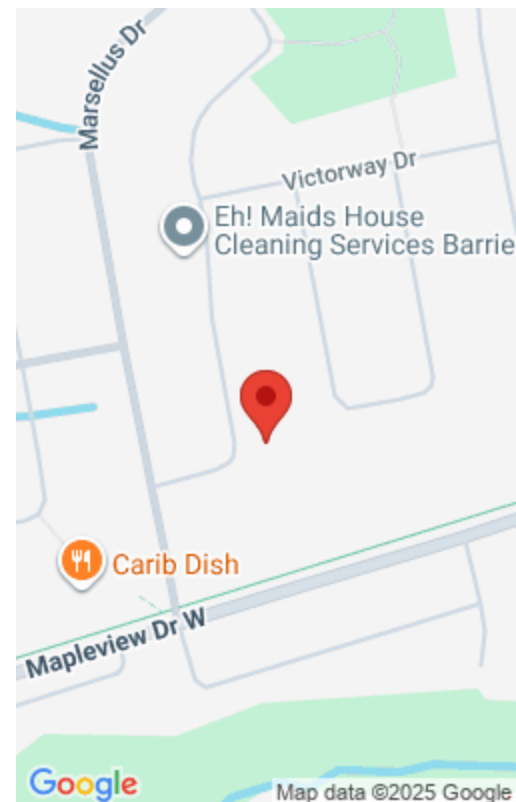 Marsellus Dr
Victorway Dr
Eh! Maids House
Cleaning Services Barrie
Carib Dish
Mapleview Dr W
Google
Map data ©2025 Google